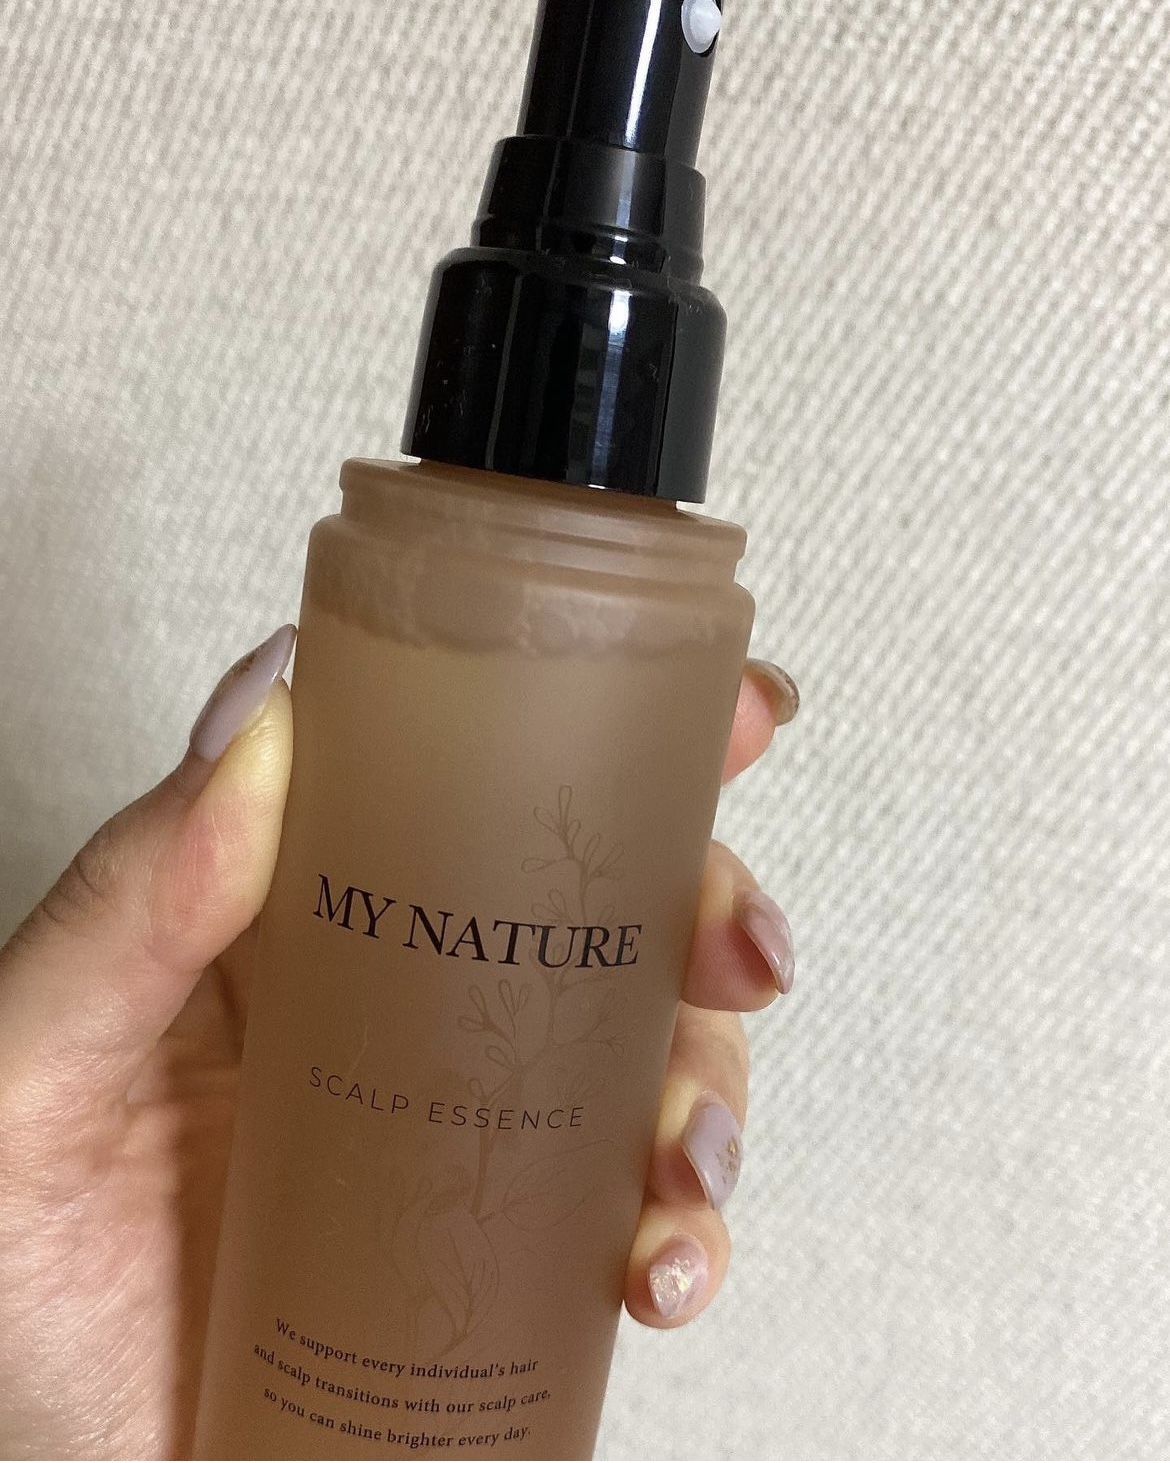 MY NATURE
SCALP ESSENCE
We support every individual's hair
and scalp transitions with our scalp care,
so you can shine brighter every day.